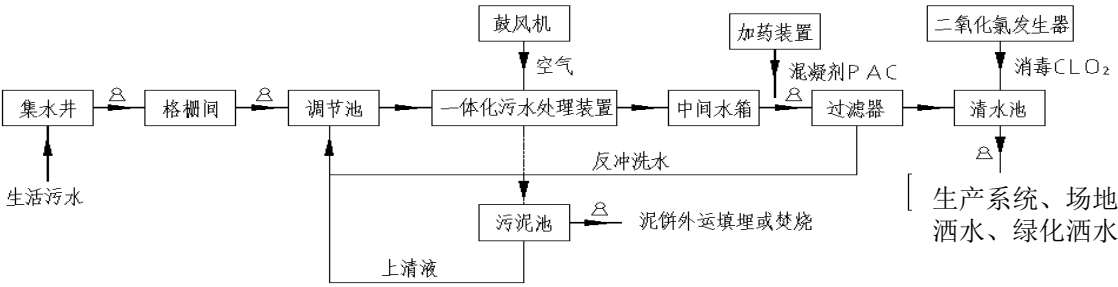 鼓风机
加药装置
二氧化氯发生器
空气
混凝剂PAC
消毒CLO₂
集水井
格栅间
调节池
一体化污水处理装置
中间水箱
过滤器
清水池
反冲洗水
生活污水
污泥池
泥饼外运填埋或焚烧
生产系统、场地
洒水、绿化洒水
上清液